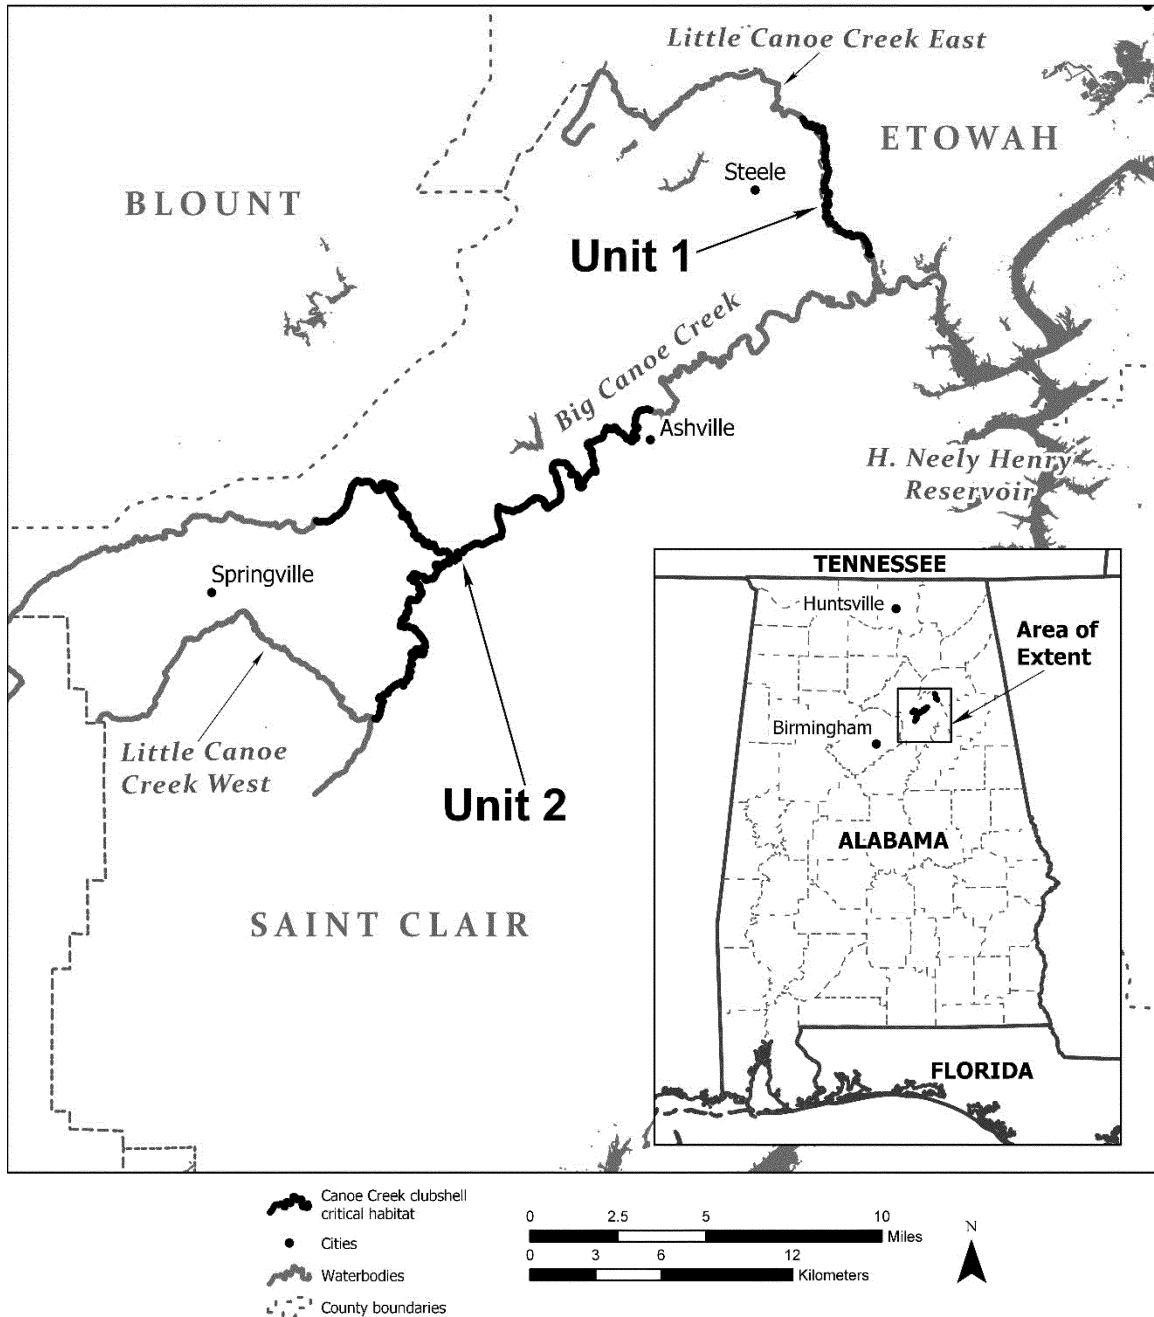 Little Canoe Creek East
ETOWAH
Steele
BLOUNT
Unit 1
Big Canoe Creek
Ashville
H. Neely Henry
Reservoir
Springville
Little Canoe
Creek West
Unit 2
SAINT CLAIR
TENNESSEE
Huntsville
Area of
Extent
Birmingham
ALABAMA
FLORIDA
Canoe Creek clubshell
critical habitat
Cities
Waterbodies
County boundaries
0 2.5 5 10
Miles
0 3 6 12
Kilometers
N